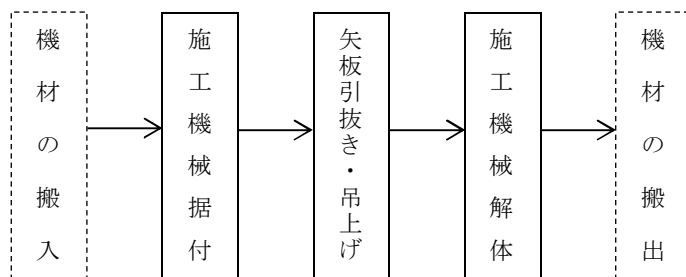 機材の搬入
施工機械据付
矢板引抜き・吊上げ
施工機械解体
機材の搬出